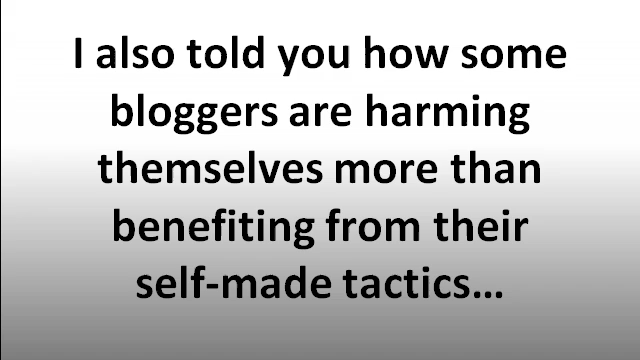 I also told you how some
bloggers are harming
themselves more than
benefiting from their
self-made tactics...